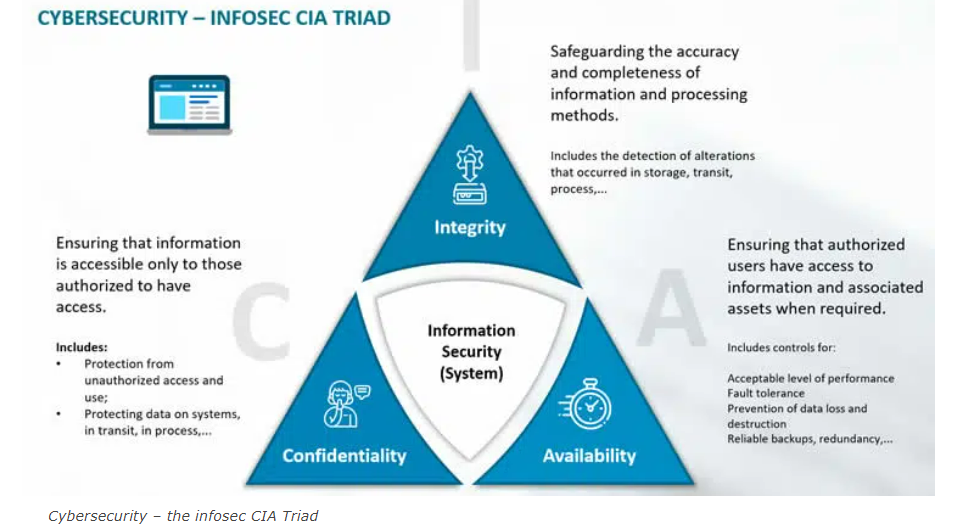 CYBERSECURITY – INFOSEC CIA TRIAD
I
Safeguarding the accuracy
and completeness of
information and processing
methods.
Includes the detection of alterations
that occurred in storage, transit,
process,...
Integrity
Ensuring that information
is accessible only to those
authorized to have
access.
Includes:
• Protection from
unauthorized access and
use;
• Protecting data on systems,
in transit, in process,...
C
Confidentiality
Information
Security
(System)
A
Availability
Ensuring that authorized
users have access to
information and associated
assets when required.
Includes controls for:
Acceptable level of performance
Fault tolerance
Prevention of data loss and
destruction
Reliable backups, redundancy,...
Cybersecurity – the infosec CIA Triad